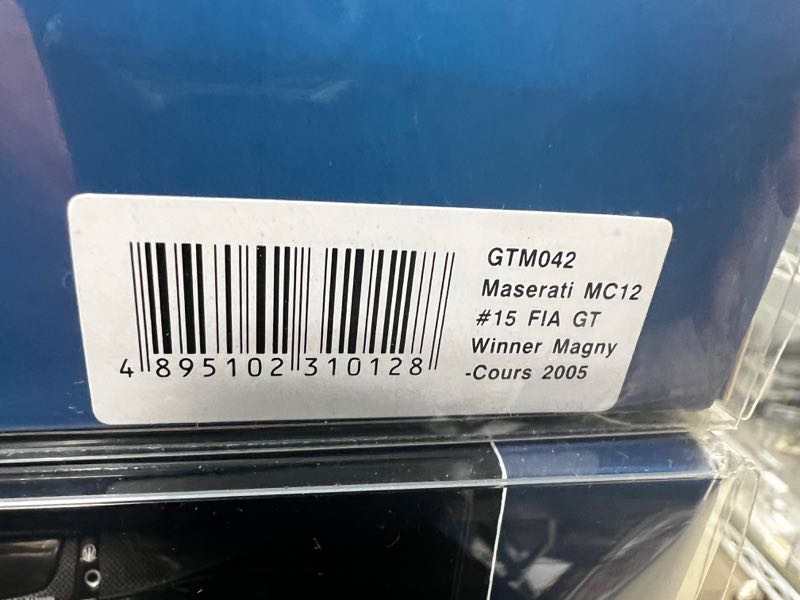 GTM042
Maserati MC12
#15 FIA GT
Winner Magny
-Cours 2005
4 895102 310128